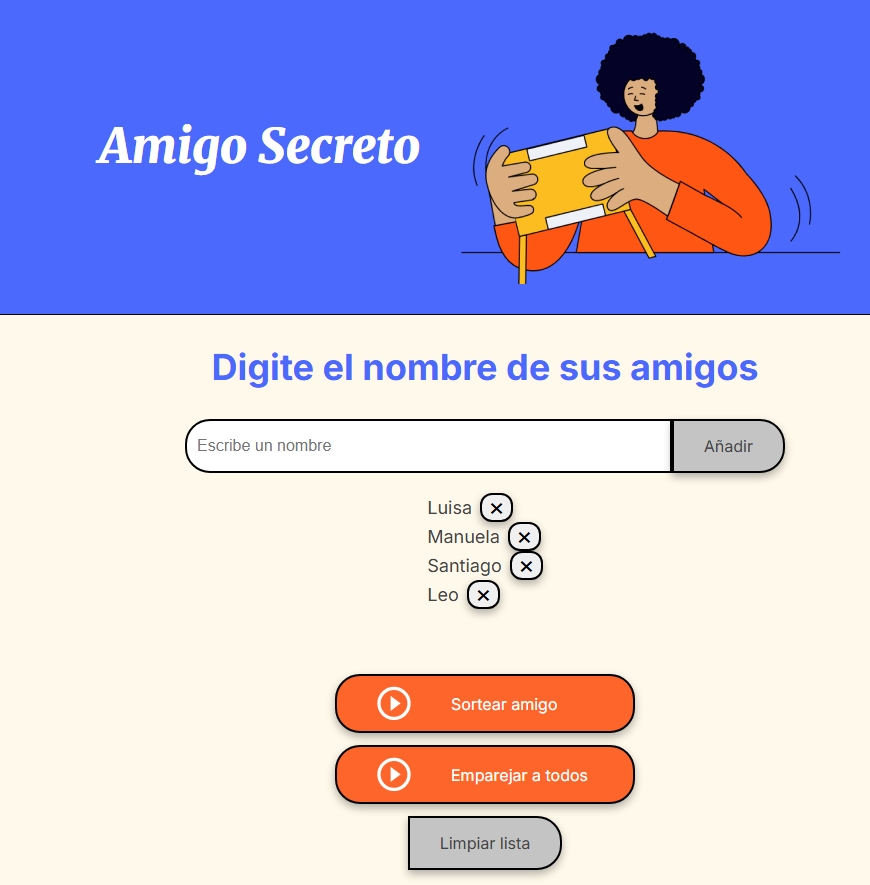 Amigo Secreto
Digite el nombre de sus amigos
Escribe un nombre
Añadir
Luisa
Manuela
Santiago
Leo
Sortear amigo
Emparejar a todos
Limpiar lista